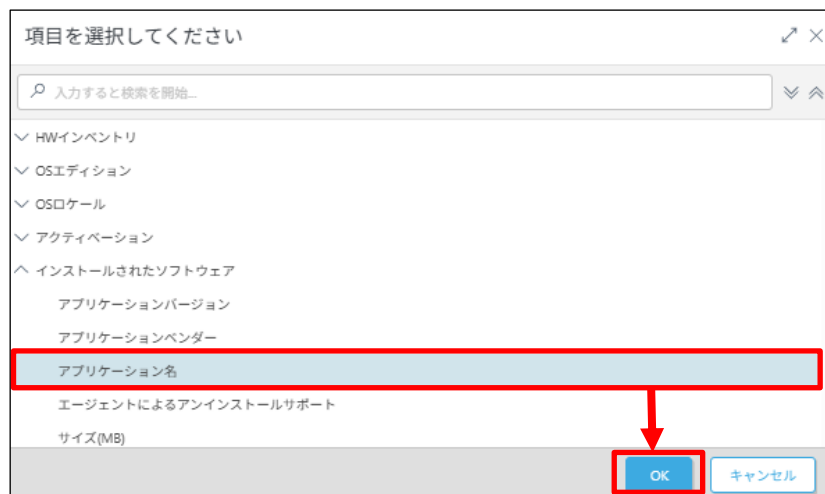 項目を選択してください
入力すると検索を開始...
HWインベントリ
OSエディション
OSロケール
アクティベーション
インストールされたソフトウェア
アプリケーションバージョン
アプリケーションベンダー
アプリケーション名
エージェントによるアンインストールサポート
サイズ(MB)
OK キャンセル